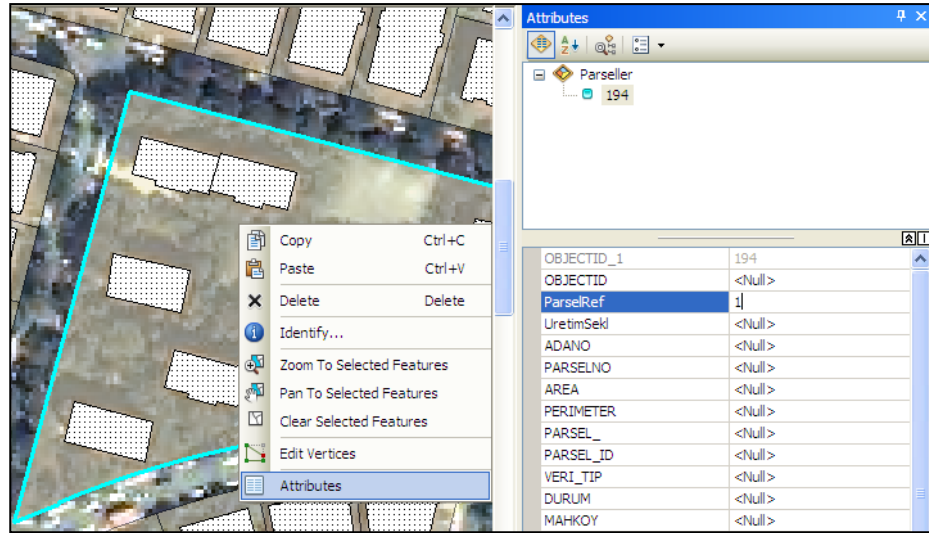 Attributes
Parseller
194
Copy Ctrl+C
Paste Ctrl+V
Delete Delete
Identify...
Zoom To Selected Features
Pan To Selected Features
Clear Selected Features
Edit Vertices
Attributes
OBJECTID_1 194
OBJECTID <Null>
ParselRef 1
UretimSekl <Null>
ADANO <Null>
PARSELNO <Null>
AREA <Null>
PERIMETER <Null>
PARSEL_ <Null>
PARSEL_ID <Null>
VERI_TIP <Null>
DURUM <Null>
MAHKOY <Null>